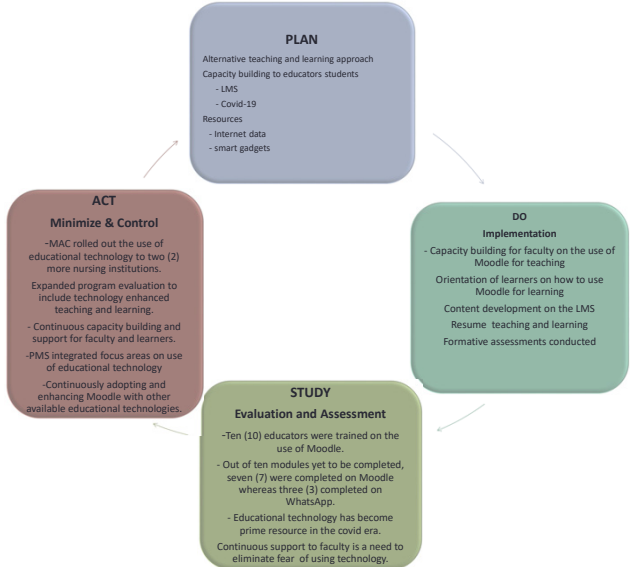 PLAN
Alternative teaching and learning approach
Capacity building to educators students
- LMS
- Covid-19
Resources
- Internet data
- smart gadgets
DO
Implementation
- Capacity building for faculty on the use of
Moodle for teaching
Orientation of learners on how to use
Moodle for learning
Content development on the LMS
Resume teaching and learning
Formative assessments conducted
STUDY
Evaluation and Assessment
-Ten (10) educators were trained on the
use of Moodle.
- Out of ten modules yet to be completed,
seven (7) were completed on Moodle
whereas three (3) completed on
WhatsApp.
- Educational technology has become
prime resource in the covid era.
Continuous support to faculty is a need to
eliminate fear of using technology.
ACT
Minimize & Control
-MAC rolled out the use of
educational technology to two (2)
more nursing institutions.
Expanded program evaluation to
include technology enhanced
teaching and learning.
- Continuous capacity building and
support for faculty and learners.
-PMS integrated focus areas on use
of educational technology
-Continuously adopting and
enhancing Moodle with other
available educational technologies.